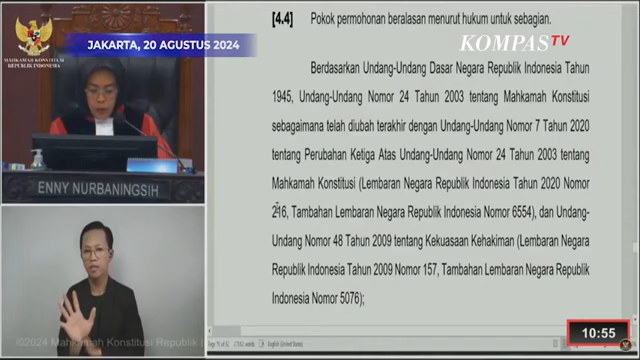 MAHKAMAH KONSTITUSI
REPUBLIK INDONESIA
JAKARTA, 20 AGUSTUS 2024
KOMPAS TV
[4.4] Pokok permohonan beralasan menurut hukum untuk sebagian.
Berdasarkan Undang-Undang Dasar Negara Republik Indonesia Tahun
1945, Undang-Undang Nomor 24 Tahun 2003 tentang Mahkamah Konstitusi
sebagaimana telah diubah terakhir dengan Undang-Undang Nomor 7 Tahun 2020
tentang Perubahan Ketiga Atas Undang-Undang Nomor 24 Tahun 2003 tentang
Mahkamah Konstitusi (Lembaran Negara Republik Indonesia Tahun 2020 Nomor
216, Tambahan Lembaran Negara Republik Indonesia Nomor 6554), dan Undang-
Undang Nomor 48 Tahun 2009 tentang Kekuasaan Kehakiman (Lembaran Negara
Republik Indonesia Tahun 2009 Nomor 157, Tambahan Lembaran Negara Republik
Indonesia Nomor 5076);
ENNY NURBANINGSIH
©2024 Mahkamah Konstitusi Republik I
words
English (United States)
10:55